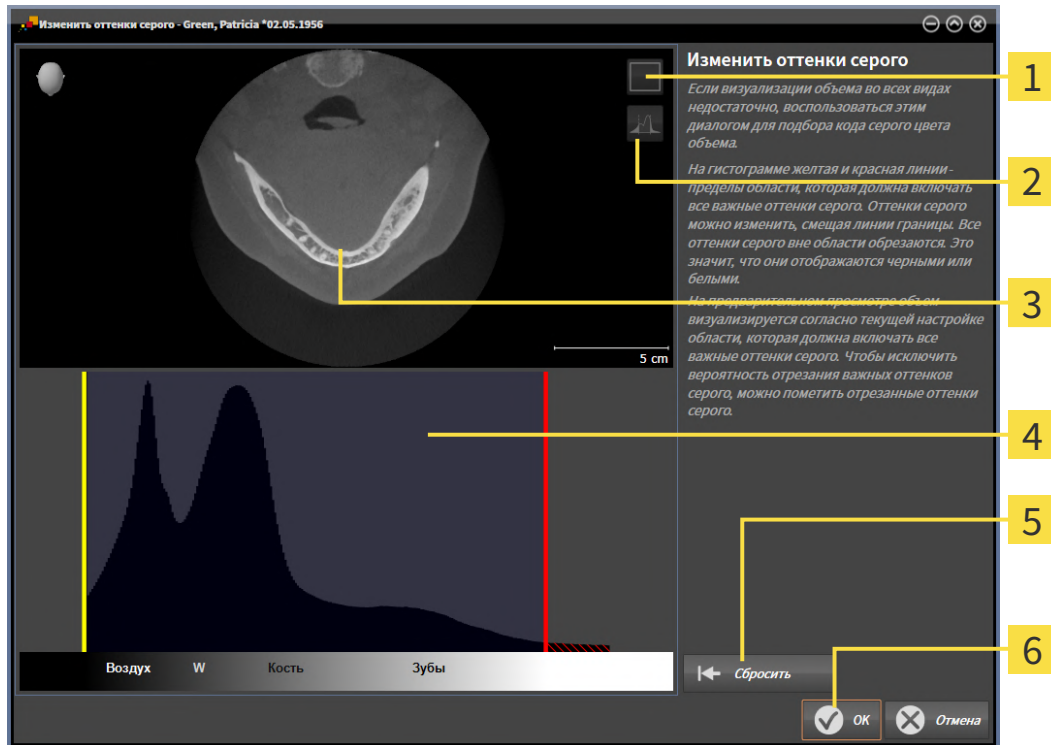 Изменить оттенки серого - Green, Patricia *02.05.1956
5 cm
Воздух W Кость Зубы
Изменить оттенки серого
Если визуализации объема во всех видах
недостаточно, воспользоваться этим
диалогом для подбора кода серого цвета
объема.
На гистограмме желтая и красная линии-
пределы области, которая должна включать
все важные оттенки серого. Оттенки серого
можно изменить, смещая линии границы. Все
оттенки серого вне области обрезаются. Это
значит, что они отображаются черными или
белыми.
На предварительном просмотре объем
визуализируется согласно текущей настройке
области, которая должна включать все
важные оттенки серого. Чтобы исключить
вероятность отрезания важных оттенков
серого, можно пометить отрезанные оттенки
серого.
Сбросить
OK Отмена
1
2
3
4
5
6